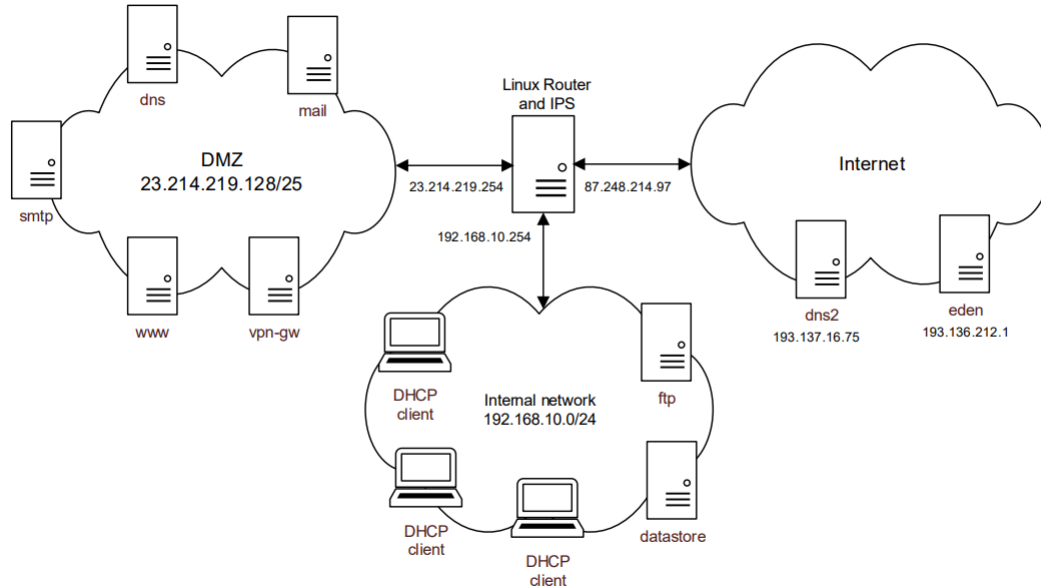 dns
mail
smtp
DMZ
23.214.219.128/25
www
vpn-gw
Linux Router
and IPS
23.214.219.254
87.248.214.97
192.168.10.254
Internet
dns2
193.137.16.75
eden
193.136.212.1
DHCP
client
ftp
Internal network
192.168.10.0/24
DHCP
client
DHCP
client
datastore